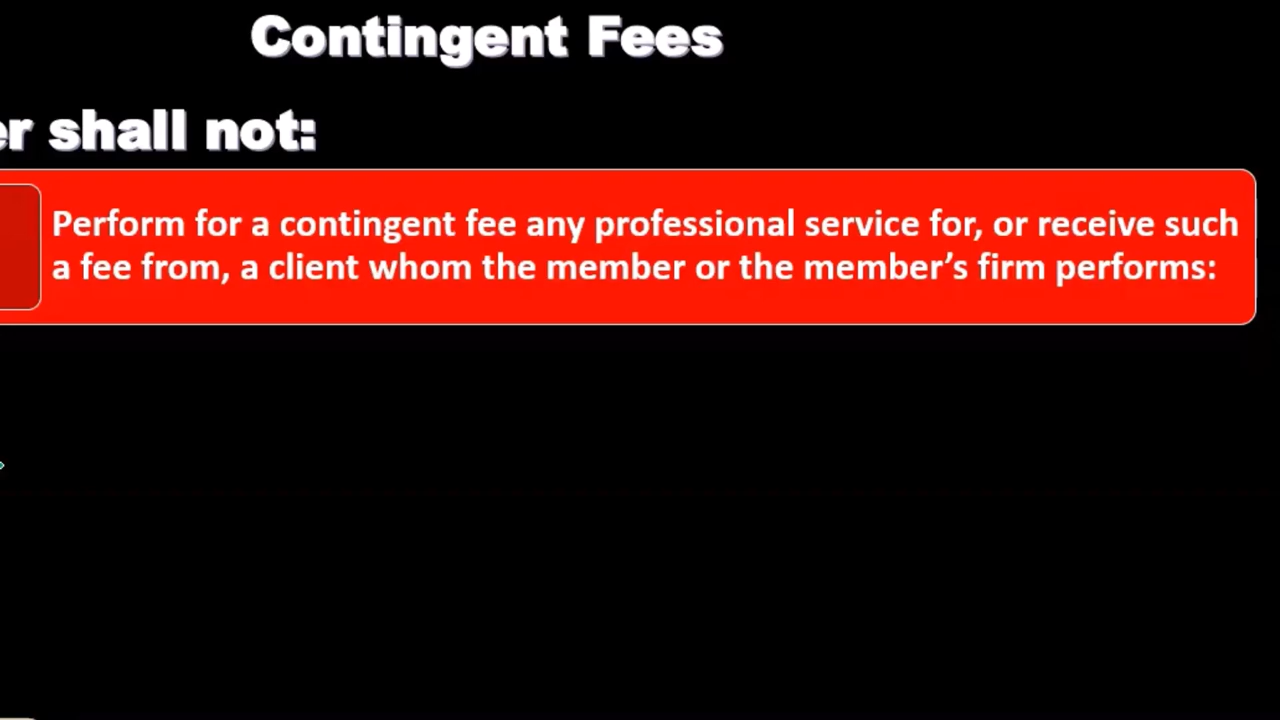 Contingent Fees
er shall not:
Perform for a contingent fee any professional service for, or receive such
a fee from, a client whom the member or the member’s firm performs: